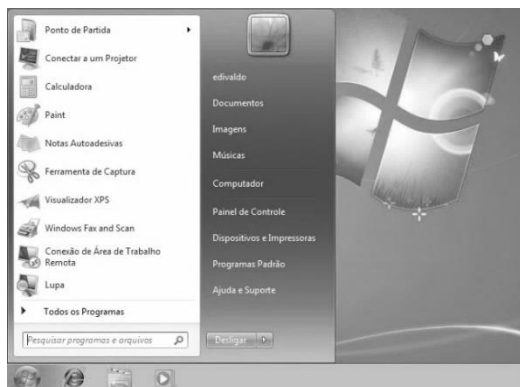 Ponto de Partida
Conectar a um Projetor
Calculadora
Paint
Notas Autoadesivas
Ferramenta de Captura
Visualizador XPS
Windows Fax and Scan
Conexão de Área de Trabalho
Remota
Lupa
Todos os Programas
Pesquisar programas e arquivos
edivaldo
Documentos
Imagens
Músicas
Computador
Painel de Controle
Dispositivos e Impressoras
Programas Padrão
Ajuda e Suporte
Desligar